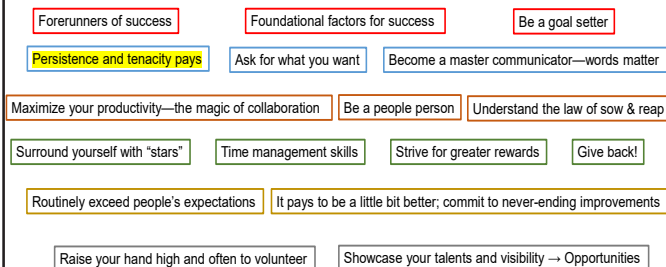 Forerunners of success Foundational factors for success Be a goal setter
Persistence and tenacity pays Ask for what you want Become a master communicator—words matter
Maximize your productivity—the magic of collaboration Be a people person Understand the law of sow & reap
Surround yourself with “stars” Time management skills Strive for greater rewards Give back!
Routinely exceed people’s expectations It pays to be a little bit better; commit to never-ending improvements
Raise your hand high and often to volunteer Showcase your talents and visibility → Opportunities